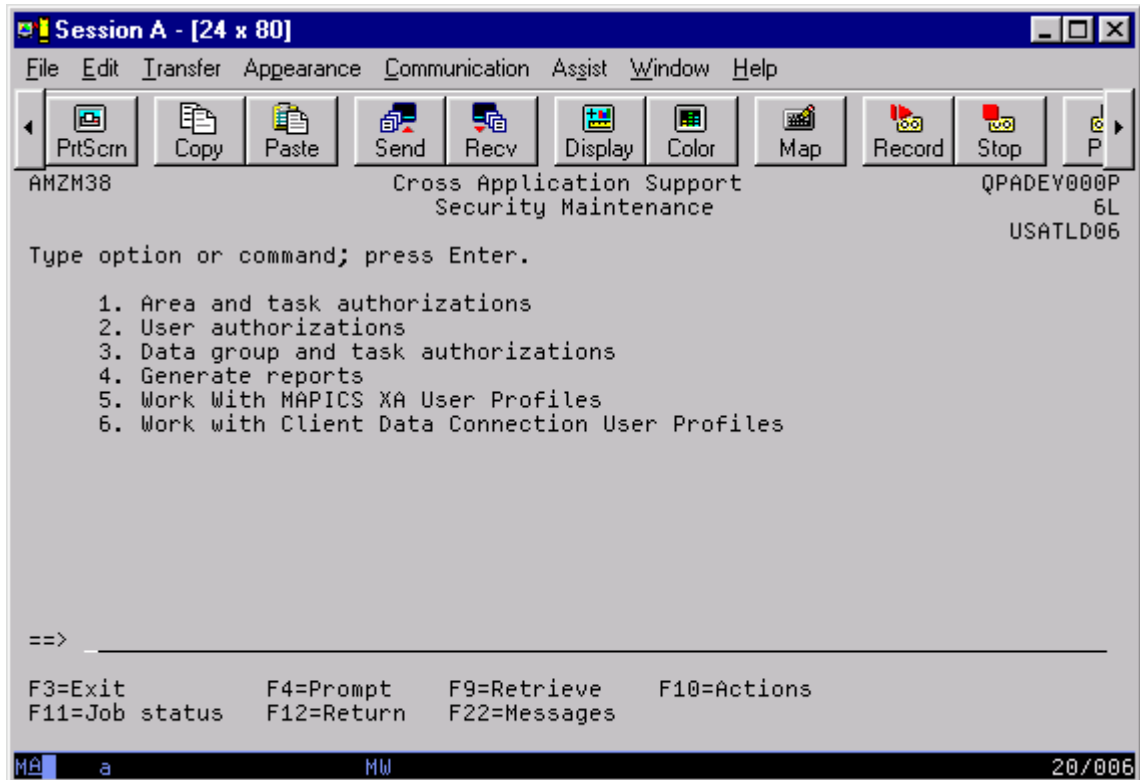 Session A - [24 x 80]
File Edit Transfer Appearance Communication Assist Window Help
PrtScrn Copy Paste Send Recv Display Color Map Record Stop P
AMZM38 Cross Application Support QPADEV000P
Security Maintenance 6L
USATLD06
Type option or command; press Enter.
1. Area and task authorizations
2. User authorizations
3. Data group and task authorizations
4. Generate reports
5. Work With MAPICS XA User Profiles
6. Work with Client Data Connection User Profiles
==> _
F3=Exit F4=Prompt F9=Retrieve F10=Actions
F11=Job status F12=Return F22=Messages
MA a MW 20/006